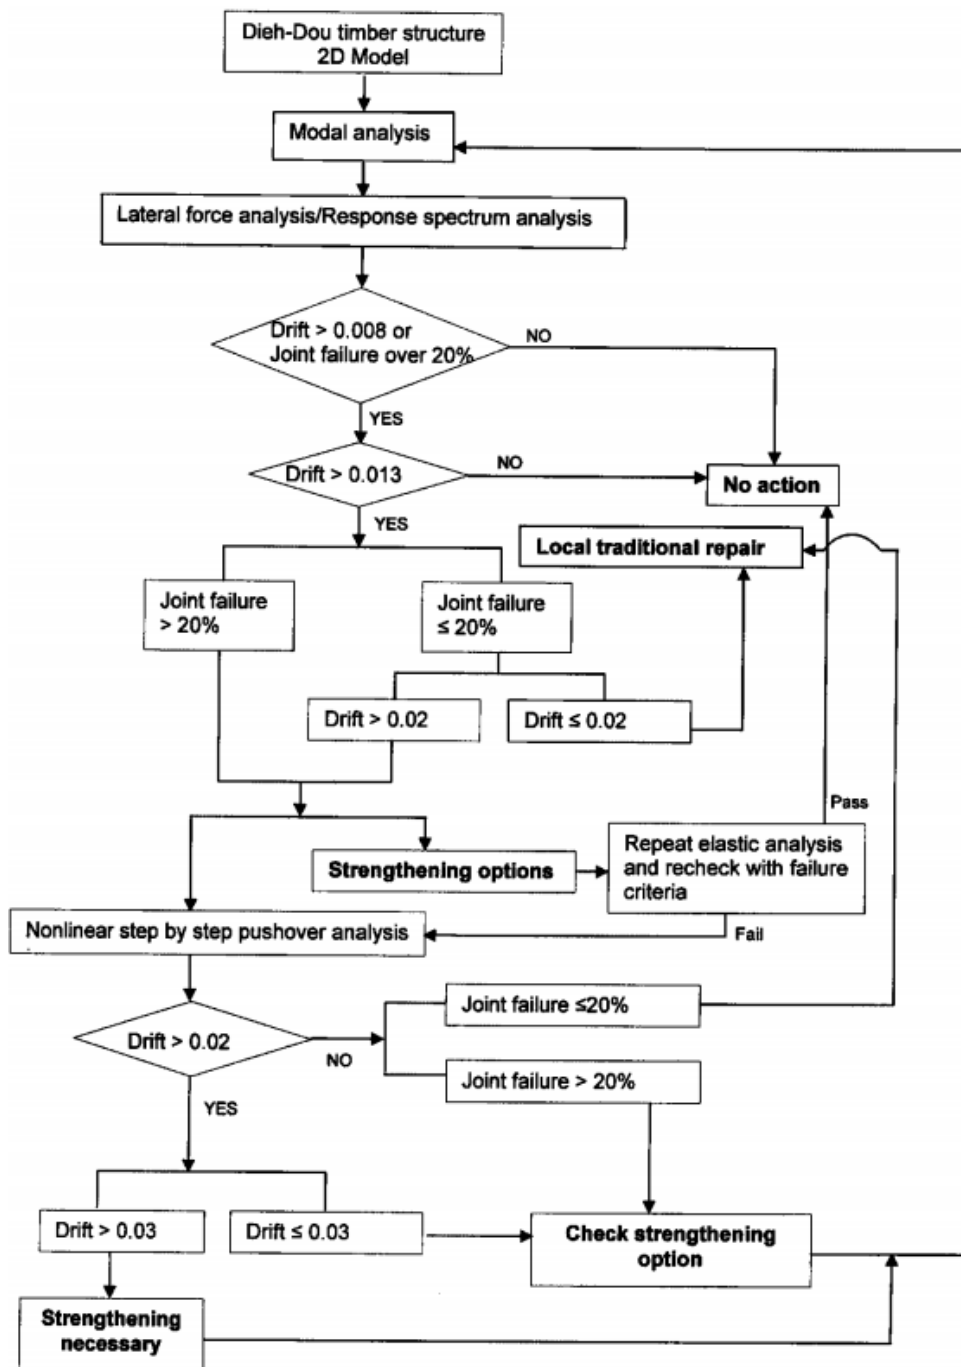 Dieh-Dou timber structure
2D Model
Modal analysis
Lateral force analysis/Response spectrum analysis
Drift > 0.008 or
Joint failure over 20%
NO
YES
Drift > 0.013
NO
No action
YES
Local traditional repair
Joint failure
> 20%
Joint failure
≤ 20%
Drift > 0.02
Drift ≤ 0.02
Pass
Repeat elastic analysis
and recheck with failure
criteria
Strengthening options
Fail
Nonlinear step by step pushover analysis
Joint failure ≤20%
Drift > 0.02
NO
Joint failure > 20%
YES
Drift > 0.03
Drift ≤ 0.03
Check strengthening
option
Strengthening
necessary